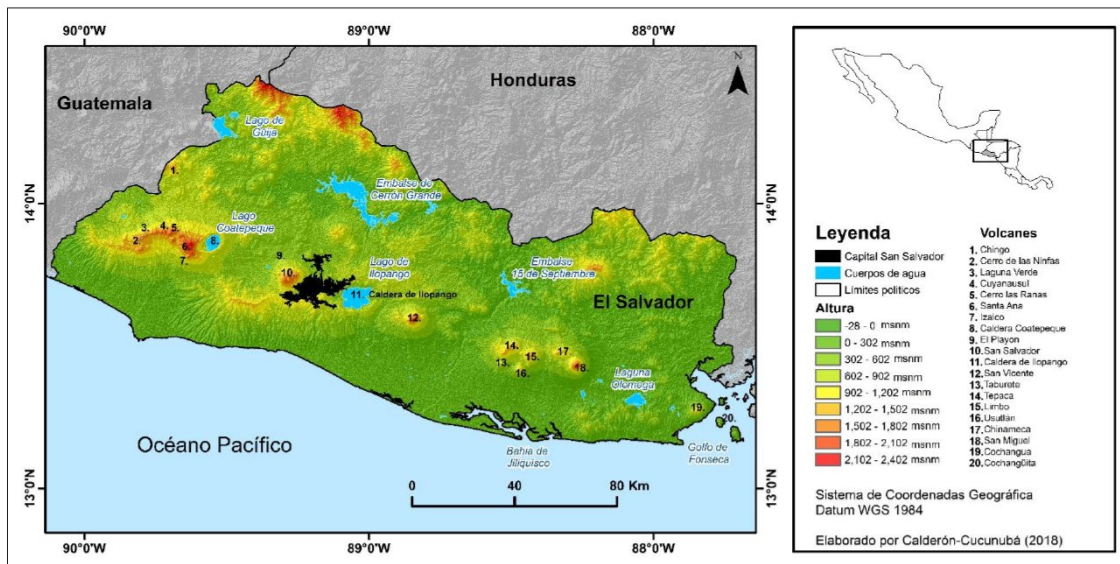 90°0'W
89°0'W
88°0'W
14°0'N
13°0'N
14°0'N
13°0'N
90°0'W
89°0'W
88°0'W
N
Guatemala
Honduras
El Salvador
Océano Pacífico
Lago de
Güija
Embalse de
Cerrón Grande
Lago
Coatepeque
Lago de
Ilopango
Caldera de Ilopango
Embalse
15 de Septiembre
Laguna
Olomega
Bahía de
Jiliquisco
Golfo de
Fonseca
1.
2.
3.
4.
5.
6.
7.
8.
9.
10.
11.
12.
13.
14.
15.
16.
17.
18.
19.
20.
0 40 80 Km
Leyenda
Capital San Salvador
Cuerpos de agua
Límites politicos
Altura
-28 - 0 msnm
0 - 302 msnm
302 - 602 msnm
602 - 902 msnm
902 - 1,202 msnm
1,202 - 1,502 msnm
1,502 - 1,802 msnm
1,802 - 2,102 msnm
2,102 - 2,402 msnm
Volcanes
1. Chingo
2. Cerro de las Ninfas
3. Laguna Verde
4. Cuyanausul
5. Cerro las Ranas
6. Santa Ana
7. Izalco
8. Caldera Coatepeque
9. El Playon
10. San Salvador
11. Caldera de Ilopango
12. San Vicente
13. Taburete
14. Tepaca
15. Limbo
16. Usutlán
17. Chinameca
18. San Miguel
19. Cochangua
20. Cochangüita
Sistema de Coordenadas Geográfica
Datum WGS 1984
Elaborado por Calderón-Cucunubá (2018)